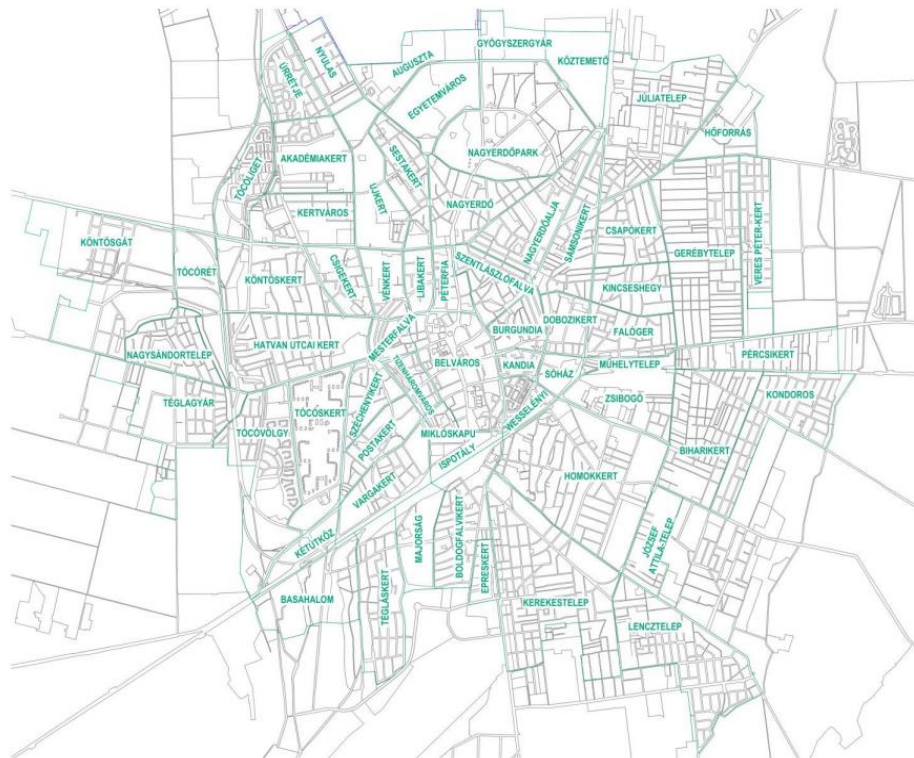 GYÓGYSZERGYÁR
NYULAS
AUGUSZTA
KÖZTEMETŐ
ŰRRÉTJE
EGYETEMVÁROS
JÚLIATELEP
HŐFORRÁS
SESTAKERT
NAGYERDŐPARK
AKADÉMIAKERT
TÓCÓLIGET
ÚJKERT
NAGYERDŐ
KERTVÁROS
NAGYERDŐALJA
SAMSONIKERT
CSAPÓKERT
VERES PÉTER-KERT
KÖNTÖSGÁT
GERÉBYTELEP
TÓCÓRÉT
KÖNTÖSKERT
CSIGEKERT
VÉNKERT
LIBAKERT
PÉTERFIA
SZENTLÁSZLÓFALVA
KINCSESHEGY
DOBOZIKERT
BURGUNDIA
FALÓGER
HATVAN UTCAI KERT
MESTERFALVA
NAGYSÁNDORTELEP
PÉRCSIKERT
BELVÁROS
KANDIA
SÓHÁZ
MŰHELYTELEP
TIZENHÁROMVÁROS
TÉGLAGYÁR
SZÉCHENYIKERT
KONDOROS
TÓCÓVÖLGY
TÓCÓSKERT
WESSELÉNYI
ZSIBOGÓ
MIKLÓSKAPU
POSTAKERT
ISPOTÁLY
BIHARIKERT
VARGAKERT
HOMOKKERT
KÉTÚTKÖZ
MAJORSÁG
BOLDOGFALVIKERT
EPRESKERT
JÓZSEF
ATTILA-TELEP
BASAHALOM
TÉGLÁSKERT
KEREKESTELEP
LENCZTELEP